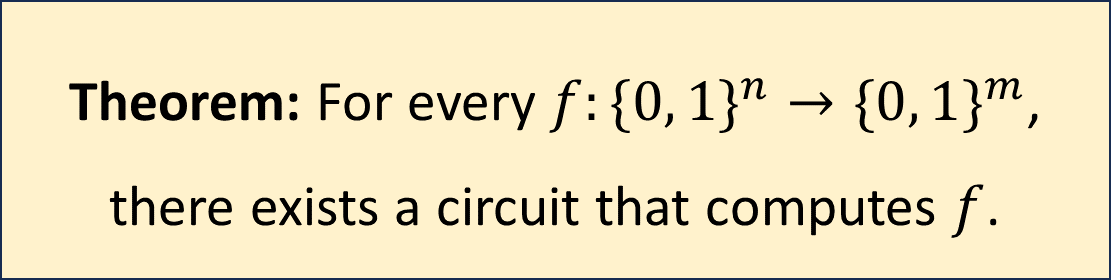 Theorem: For every 𝑓: {0, 1}ⁿ → {0, 1}ᵐ,
there exists a circuit that computes 𝑓.